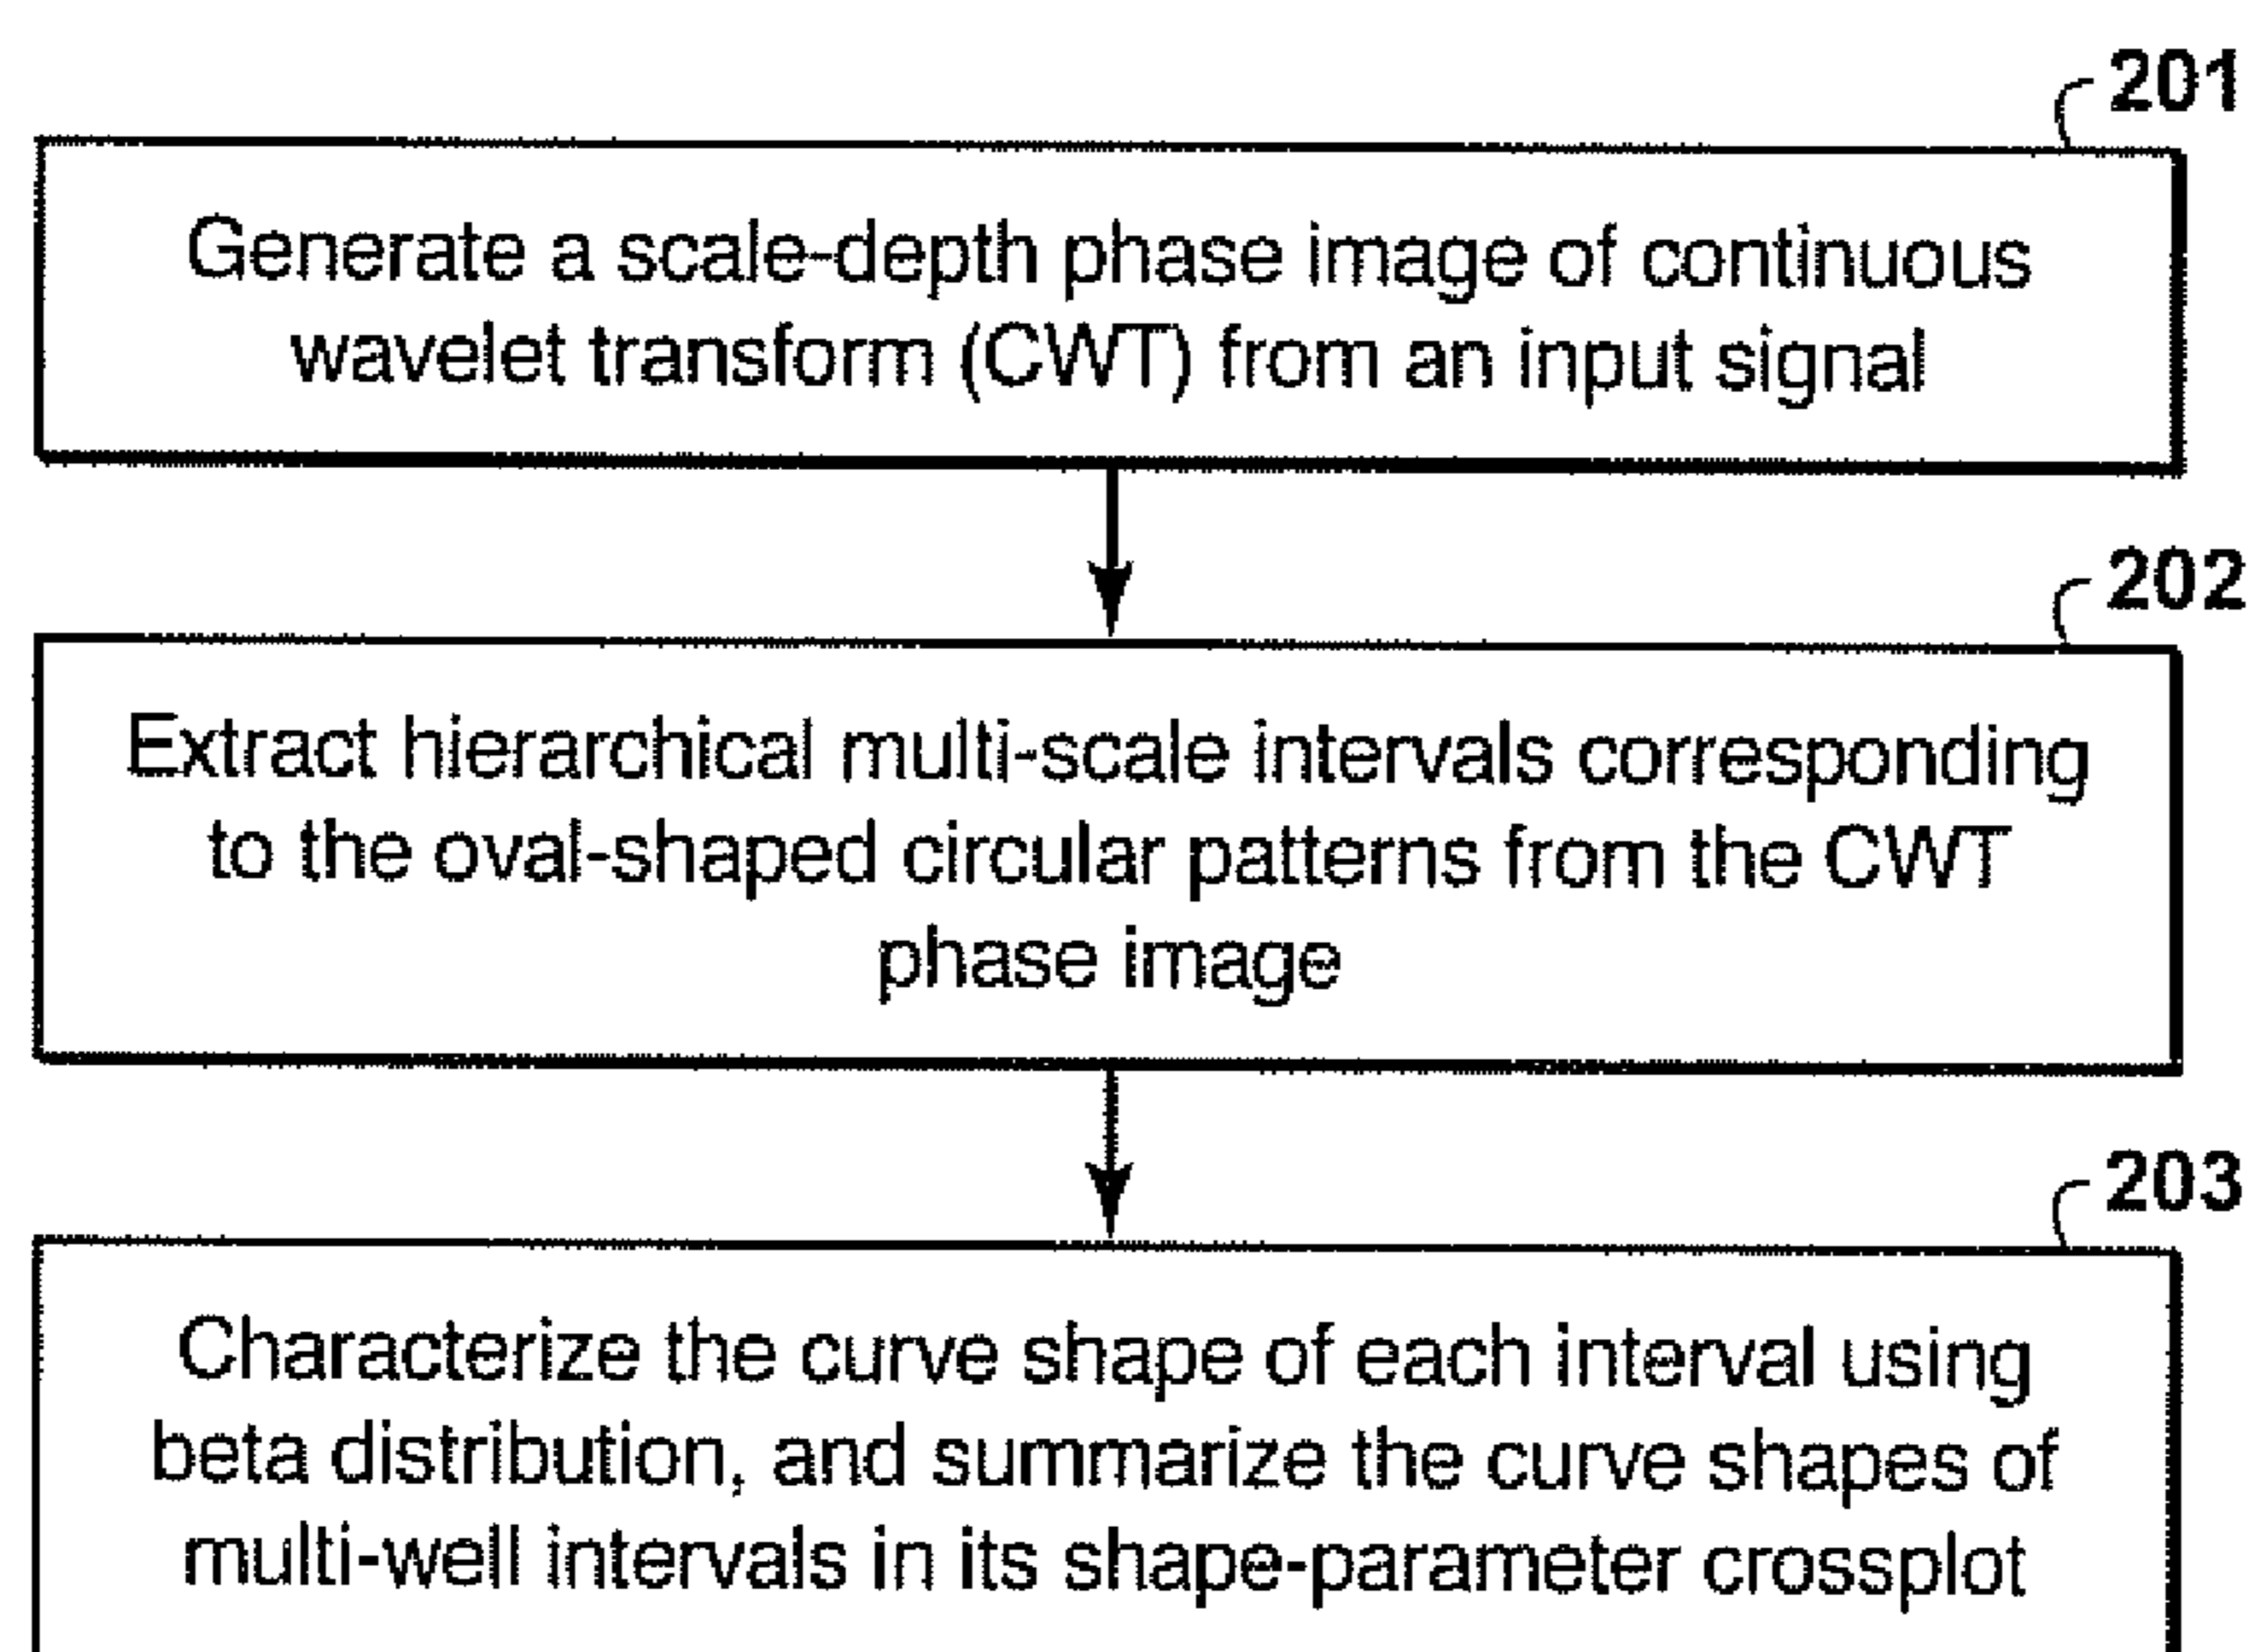 201
Generate a scale-depth phase image of continuous
wavelet transform (CWT) from an input signal
202
Extract hierarchical multi-scale intervals corresponding
to the oval-shaped circular patterns from the CWT
phase image
203
Characterize the curve shape of each interval using
beta distribution, and summarize the curve shapes of
multi-well intervals in its shape-parameter crossplot